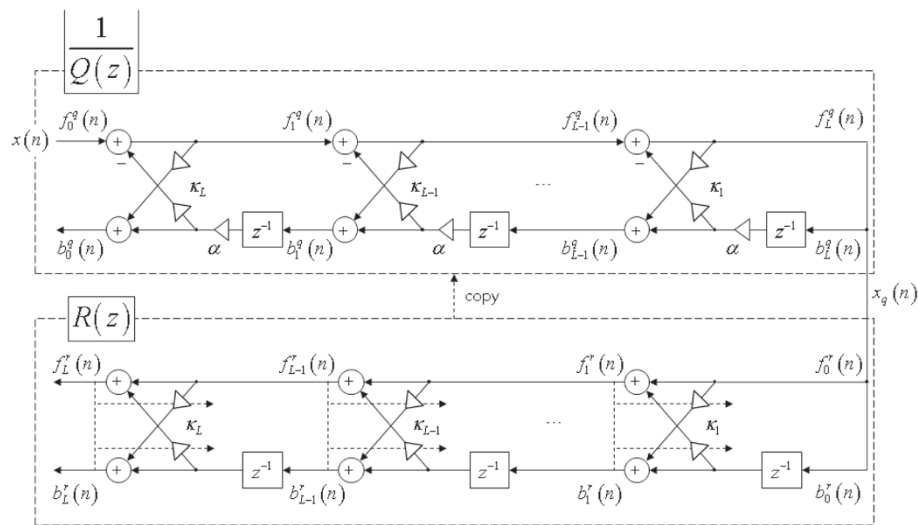 1
Q(z)
f_0^q(n) f_1^q(n) f_{L-1}^q(n) f_L^q(n)
x(n) + + +
− − −
κ_L κ_{L-1} ... κ_1
+ α z^{-1} + α z^{-1} + α z^{-1}
b_0^q(n) b_1^q(n) b_{L-1}^q(n) b_L^q(n)
copy
x_q(n)
R(z)
f_L^r(n) f_{L-1}^r(n) f_1^r(n) f_0^r(n)
+ + +
κ_L κ_{L-1} ... κ_1
+ z^{-1} + z^{-1} + z^{-1}
b_L^r(n) b_{L-1}^r(n) b_1^r(n) b_0^r(n)